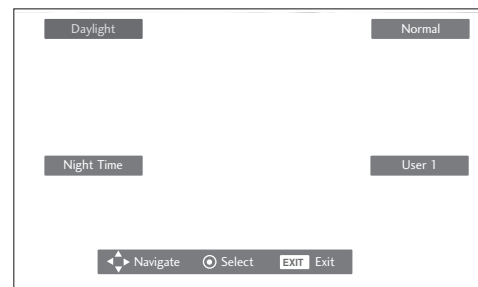 Daylight Normal
Night Time User 1
Navigate Select EXIT Exit